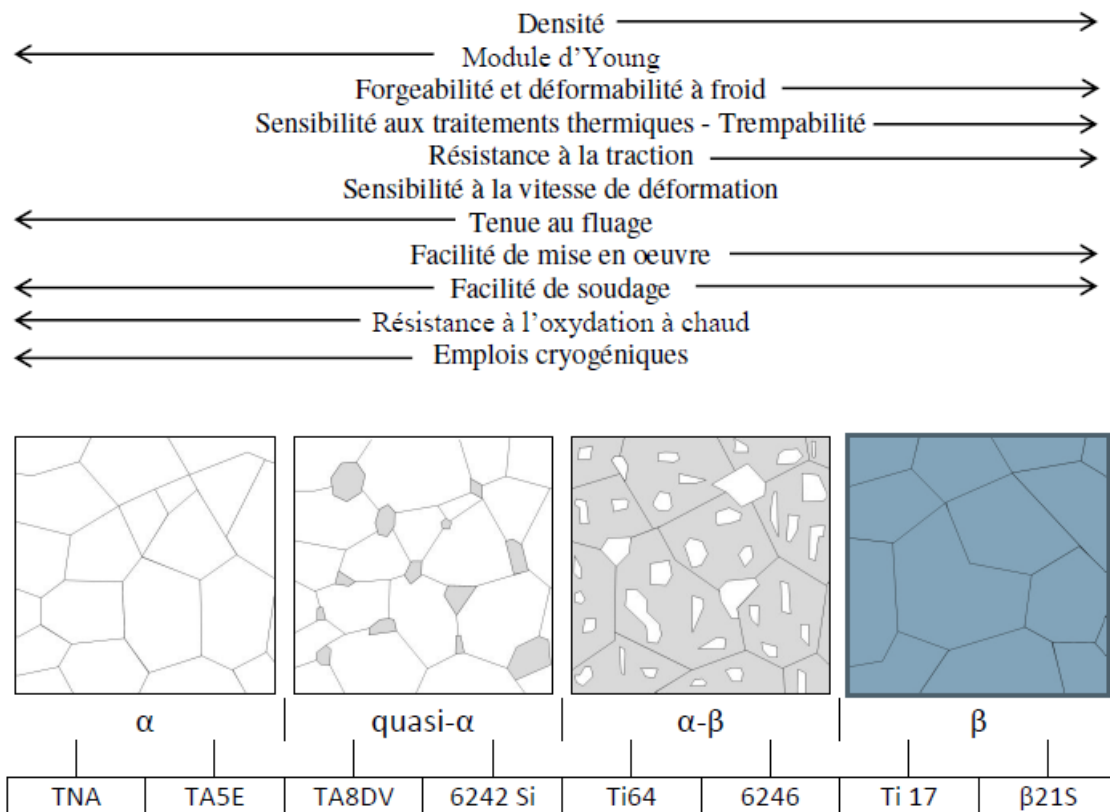 Densité
Module d’Young
Forgeabilité et déformabilité à froid
Sensibilité aux traitements thermiques - Trempabilité
Résistance à la traction
Sensibilité à la vitesse de déformation
Tenue au fluage
Facilité de mise en oeuvre
Facilité de soudage
Résistance à l’oxydation à chaud
Emplois cryogéniques
α quasi-α α-β β
TNA TA5E TA8DV 6242 Si Ti64 6246 Ti 17 β21S